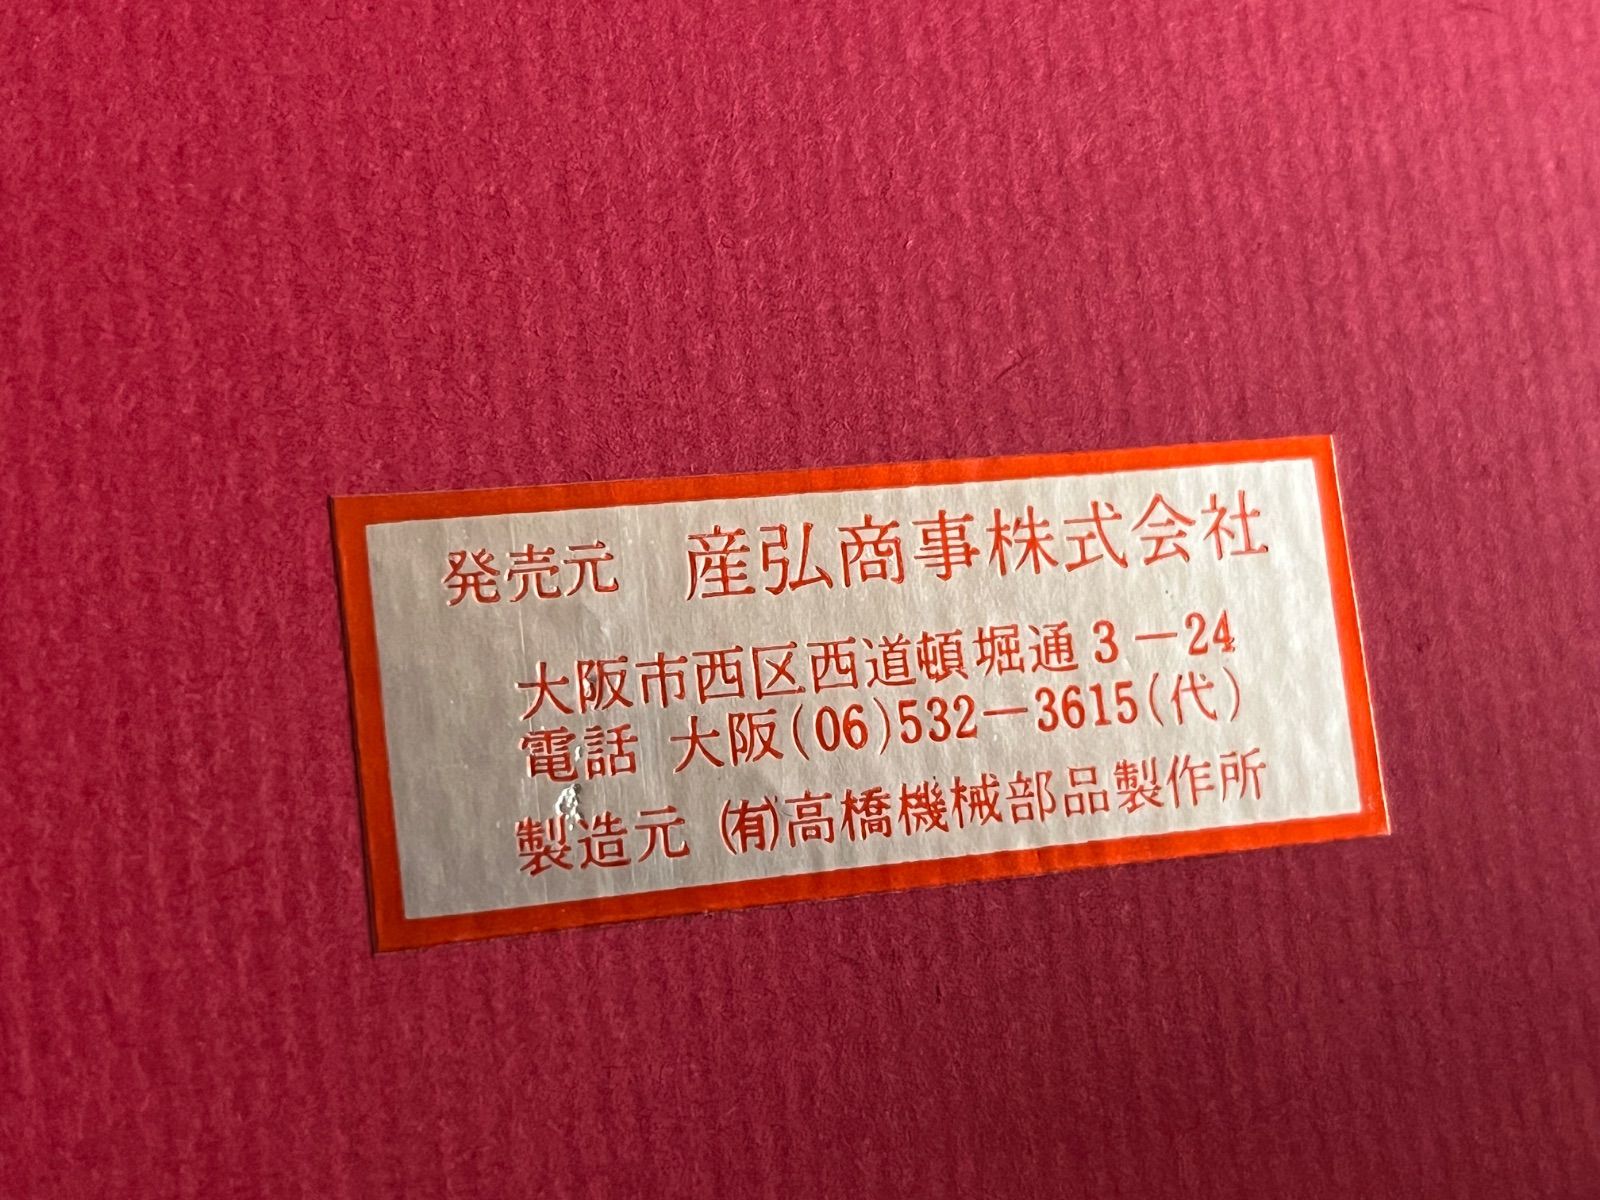 発売元 産弘商事株式会社
大阪市西区西道頓堀通3-24
電話 大阪(06)532-3615(代)
製造元 ㈲高橋機械部品製作所